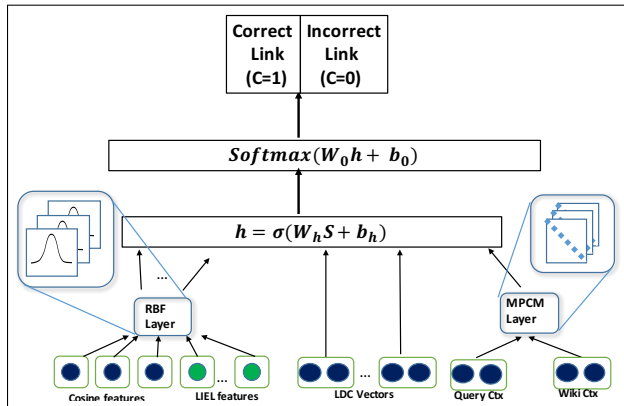 Correct Link (C=1)
Incorrect Link (C=0)
Softmax(W₀h + b₀)
h = σ(WₕS + bₕ)
...
RBF Layer
MPCM Layer
...
...
Cosine features
LIEL features
LDC Vectors
Query Ctx
Wiki Ctx